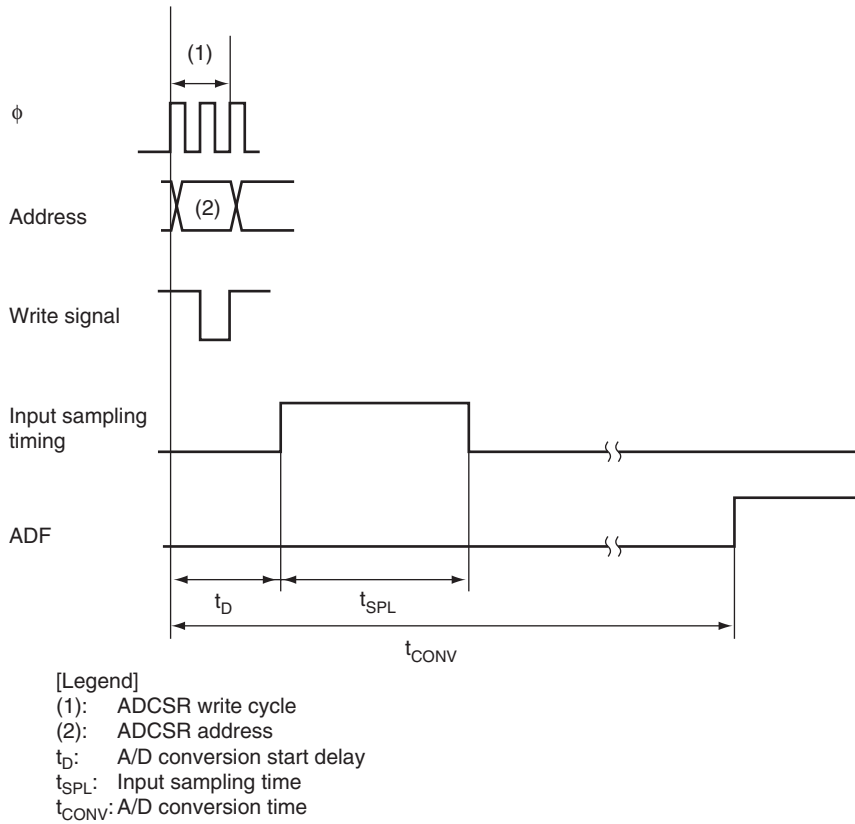 (1)
ϕ
Address
(2)
Write signal
Input sampling
timing
ADF
tD
tSPL
tCONV
[Legend]
(1): ADCSR write cycle
(2): ADCSR address
tD: A/D conversion start delay
tSPL: Input sampling time
tCONV: A/D conversion time